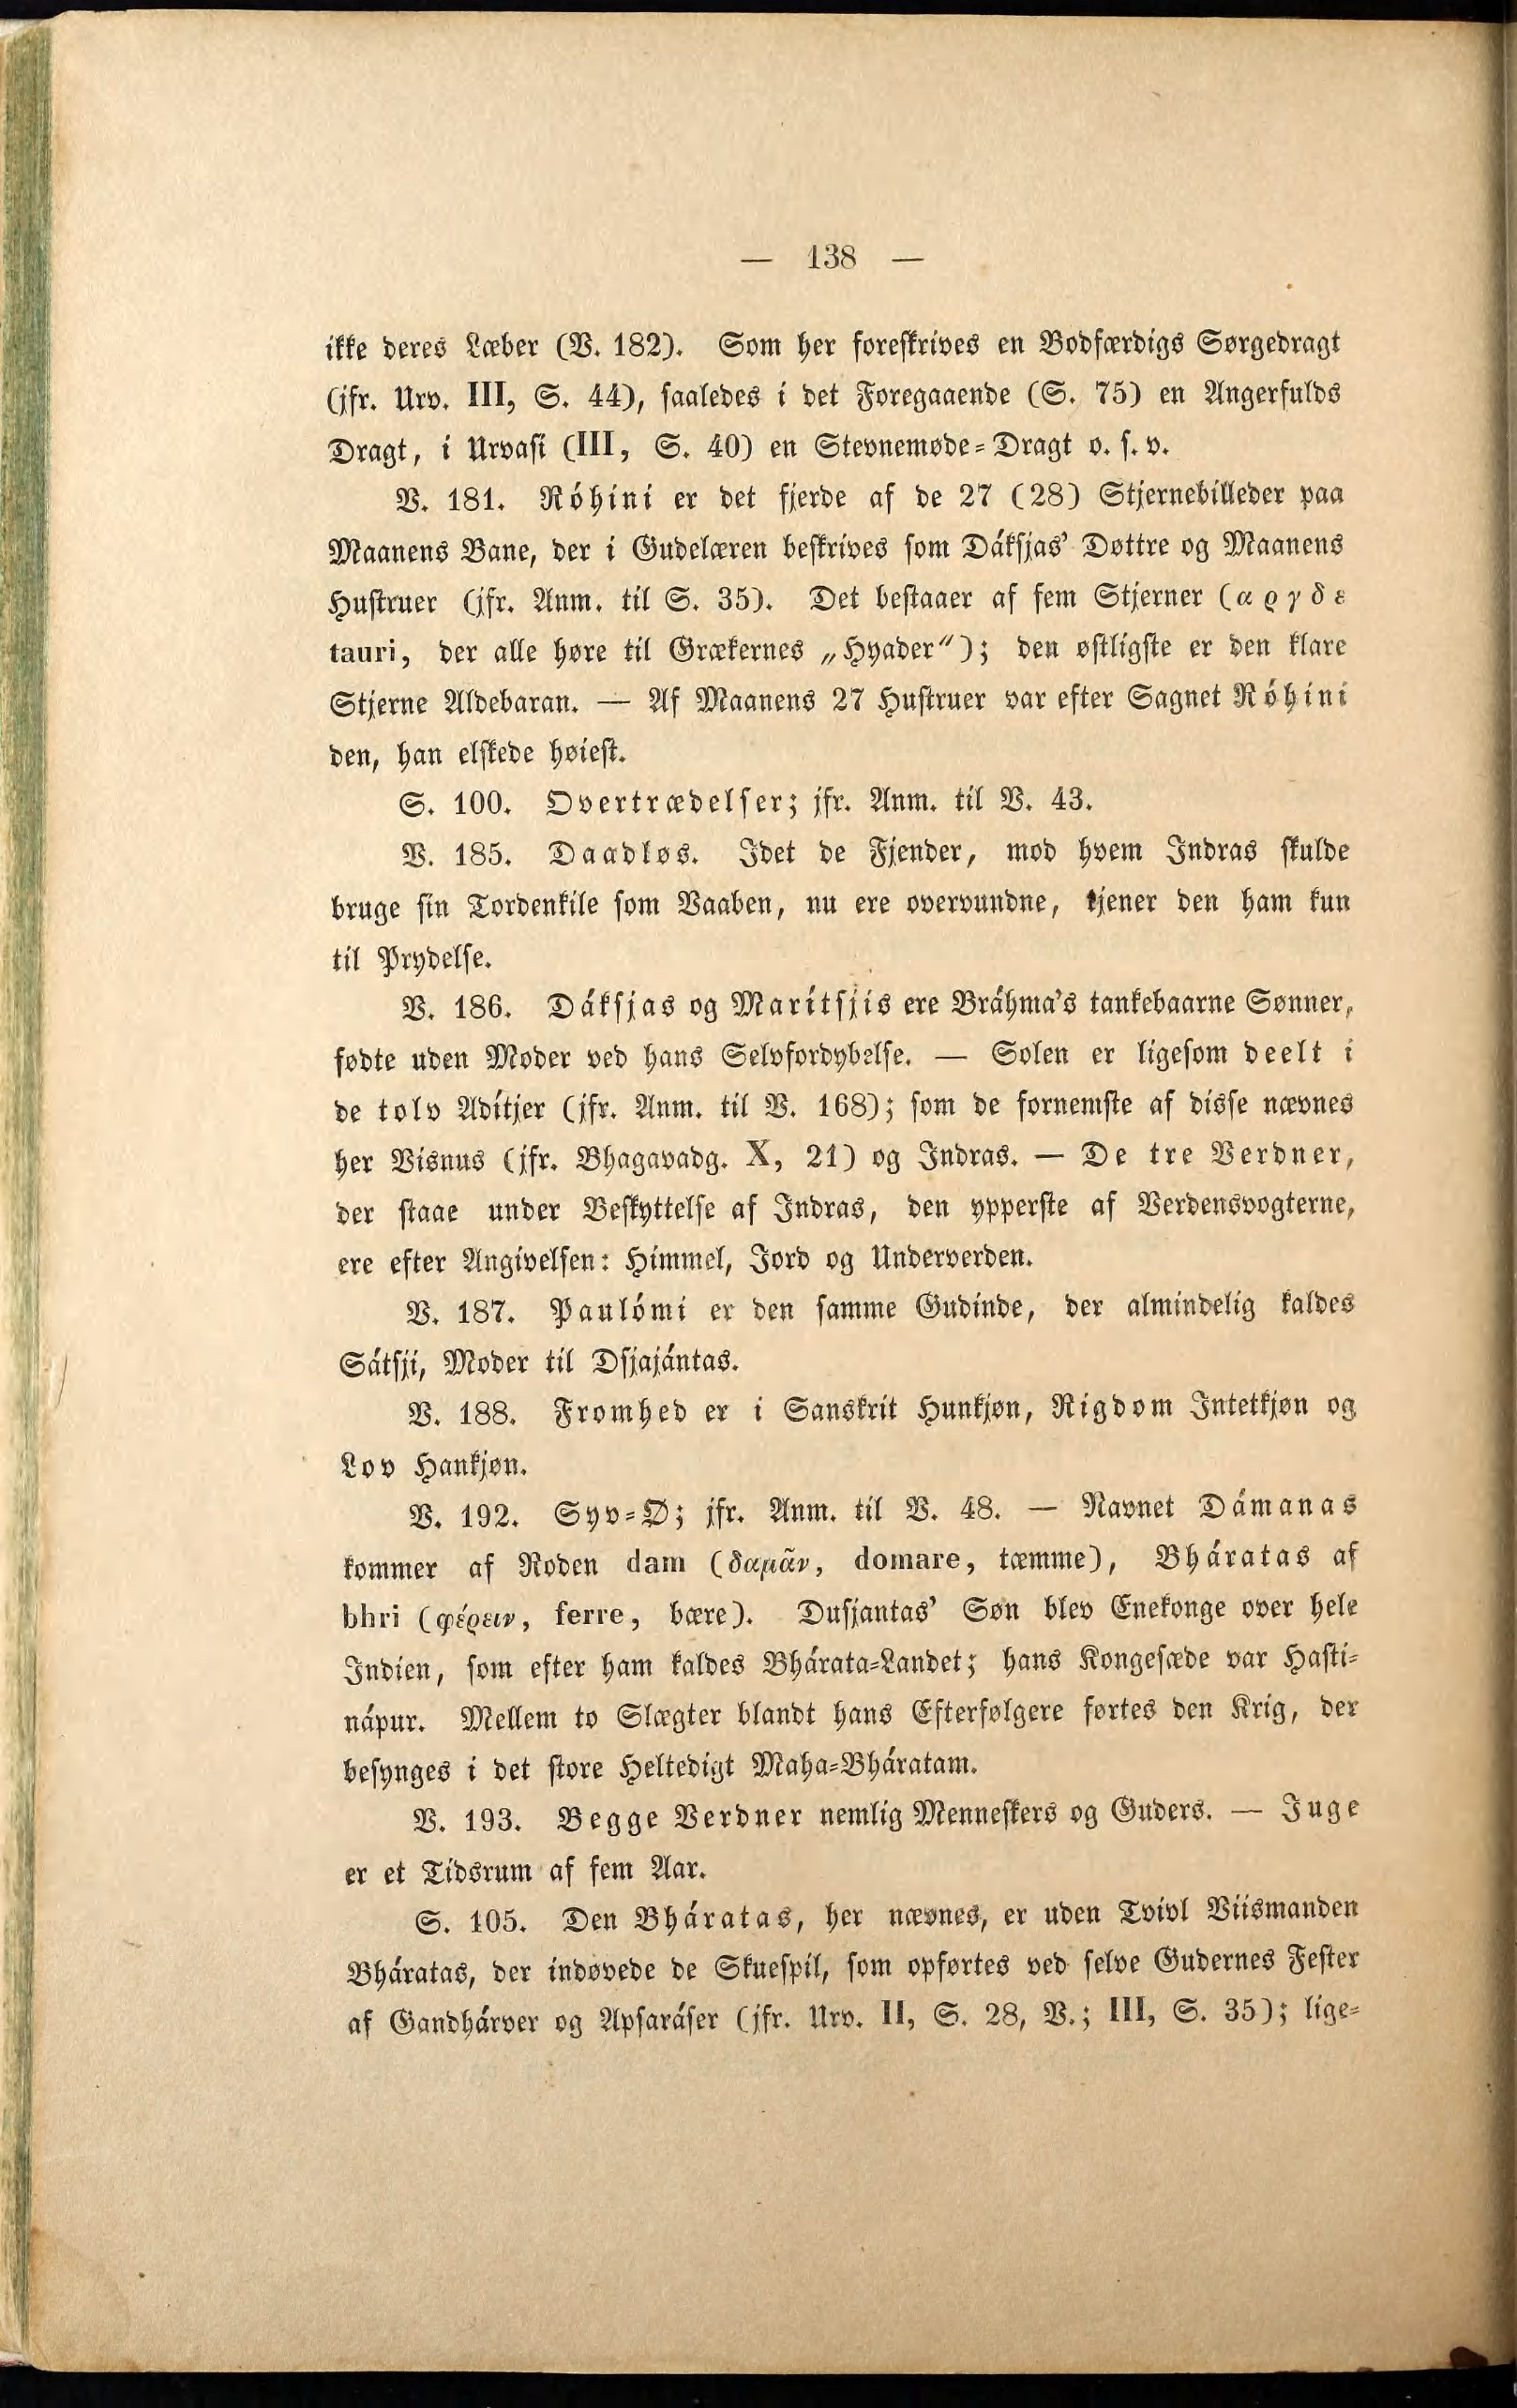 — 138 —
ikke deres Læber (V. 182). Som her foreskrives en Bodfærdigs Sørgedragt
(jfr. Urv. III, S. 44), saaledes i det Foregaaende (S. 75) en Angerfulds
Dragt, i Urvasi (III, S. 40) en Stevnemøde-Dragt o. s. v.
V. 181. Róhini er det fjerde af de 27 (28) Stjernebilleder paa
Maanens Bane, der i Gudelæren beskrives som Dáksjas’ Døttre og Maanens
Hustruer (jfr. Anm. til S. 35). Det bestaaer af fem Stjerner (α ϱ γ δ ε
tauri, der alle høre til Grækernes „Hyader“); den østligste er den klare
Stjerne Aldebaran. — Af Maanens 27 Hustruer var efter Sagnet Róhini
den, han elskede høiest.
S. 100. Overtrædelser; jfr. Anm. til V. 43.
V. 185. Daadløs. Idet de Fjender, mod hvem Indras skulde
bruge sin Tordenkile som Vaaben, nu ere overvundne, tjener den ham kun
til Prydelse.
V. 186. Dáksjas og Marítsjis ere Bráhma’s tankebaarne Sønner,
fødte uden Moder ved hans Selvfordybelse. — Solen er ligesom deelt i
de tolv Adítjer (jfr. Anm. til V. 168); som de fornemste af disse nævnes
her Visnus (jfr. Bhagavadg. X, 21) og Indras. — De tre Verdner,
der staae under Beskyttelse af Indras, den ypperste af Verdensvogterne,
ere efter Angivelsen: Himmel, Jord og Underverden.
V. 187. Paulómi er den samme Gudinde, der almindelig kaldes
Sátsji, Moder til Dsjajántas.
V. 188. Fromhed er i Sanskrit Hunkjøn, Rigdom Intetkjøn og
Lov Hankjøn.
V. 192. Syv-Ø; jfr. Anm. til V. 48. — Navnet Dámanas
kommer af Roden dam (δαμᾶν, domare, tæmme), Bháratas af
bhri (φέρειν, ferre, bære). Dusjantas’ Søn blev Enekonge over hele
Indien, som efter ham kaldes Bhárata-Landet; hans Kongesæde var Hasti-
nápur. Mellem to Slægter blandt hans Efterfølgere førtes den Krig, der
besynges i det store Heltedigt Maha-Bháratam.
V. 193. Begge Verdner nemlig Menneskers og Guders. — Juge
er et Tidsrum af fem Aar.
S. 105. Den Bháratas, her nævnes, er uden Tvivl Viismanden
Bháratas, der indøvede de Skuespil, som opførtes ved selve Gudernes Fester
af Gandhárver og Apsaráser (jfr. Urv. II, S. 28, V.; III, S. 35); lige-